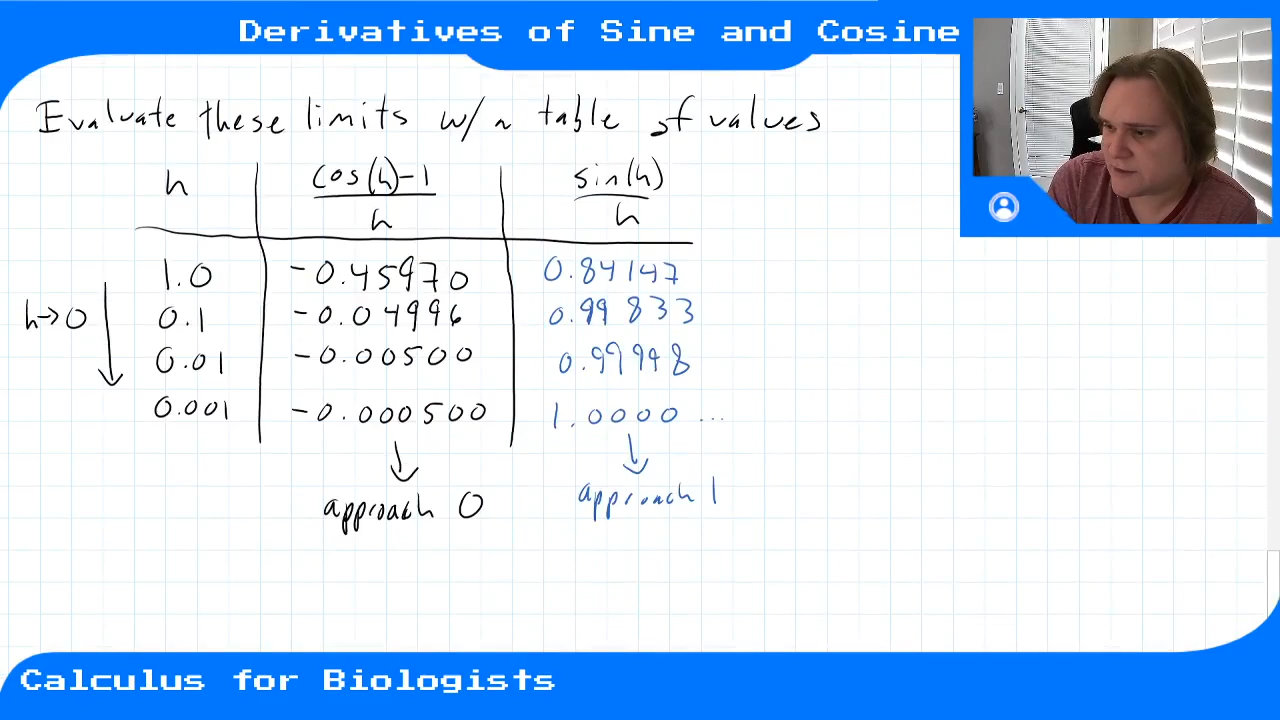 Derivatives of Sine and Cosine
Evaluate these limits w/ a table of values
h cos(h)-1 / h sin(h) / h
1.0 -0.45970 0.84147
h→0 0.1 -0.04996 0.99833
0.01 -0.00500 0.99998
0.001 -0.000500 1.0000 ...
approach 0 approach 1
Calculus for Biologists